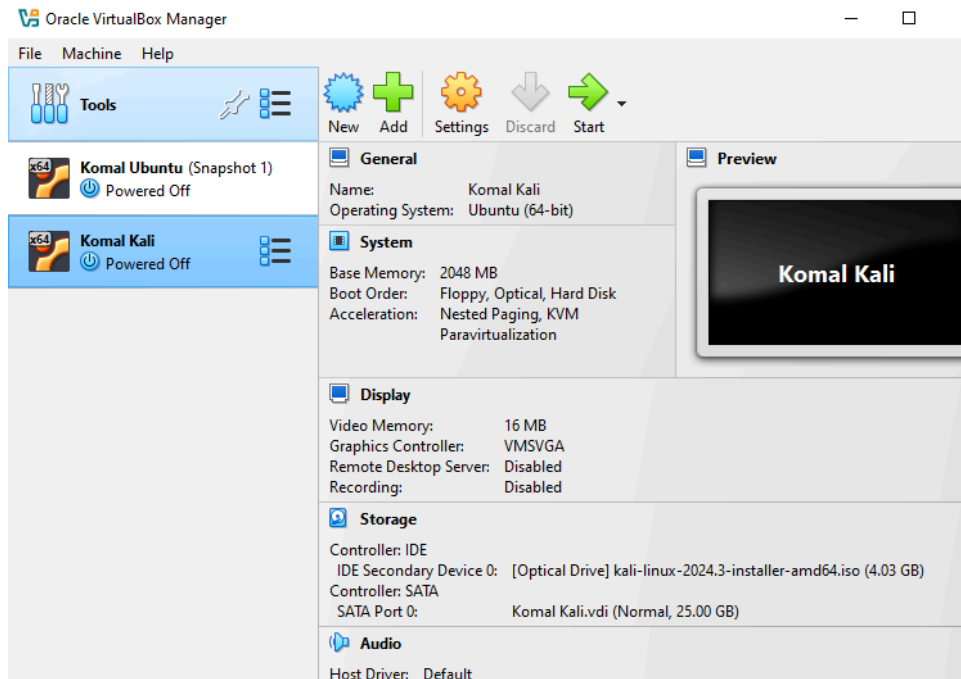 Oracle VirtualBox Manager
File Machine Help
Tools
New Add Settings Discard Start
x64
Komal Ubuntu (Snapshot 1)
Powered Off
x64
Komal Kali
Powered Off
General
Name: Komal Kali
Operating System: Ubuntu (64-bit)
System
Base Memory: 2048 MB
Boot Order: Floppy, Optical, Hard Disk
Acceleration: Nested Paging, KVM
Paravirtualization
Preview
Komal Kali
Display
Video Memory: 16 MB
Graphics Controller: VMSVGA
Remote Desktop Server: Disabled
Recording: Disabled
Storage
Controller: IDE
IDE Secondary Device 0: [Optical Drive] kali-linux-2024.3-installer-amd64.iso (4.03 GB)
Controller: SATA
SATA Port 0: Komal Kali.vdi (Normal, 25.00 GB)
Audio
Host Driver: Default